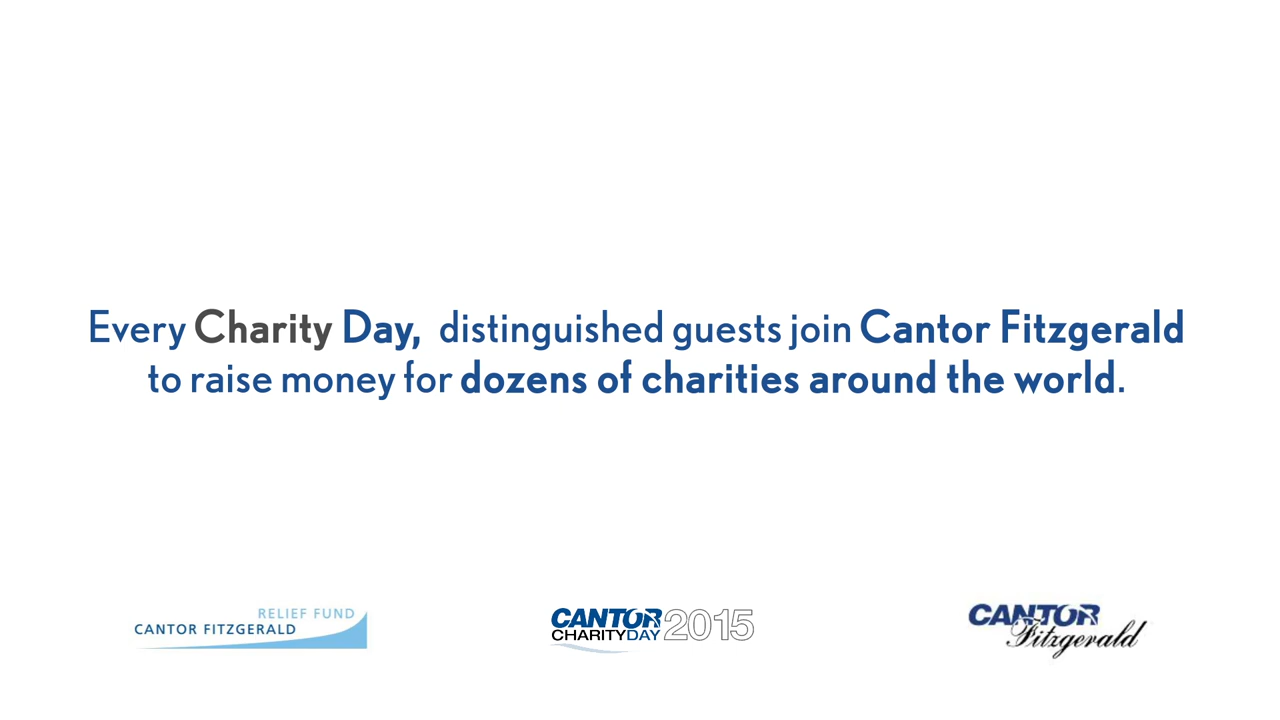 Every Charity Day, distinguished guests join Cantor Fitzgerald
to raise money for dozens of charities around the world.
RELIEF FUND
CANTOR FITZGERALD
CANTOR 2015
CHARITYDAY
CANTOR
Fitzgerald